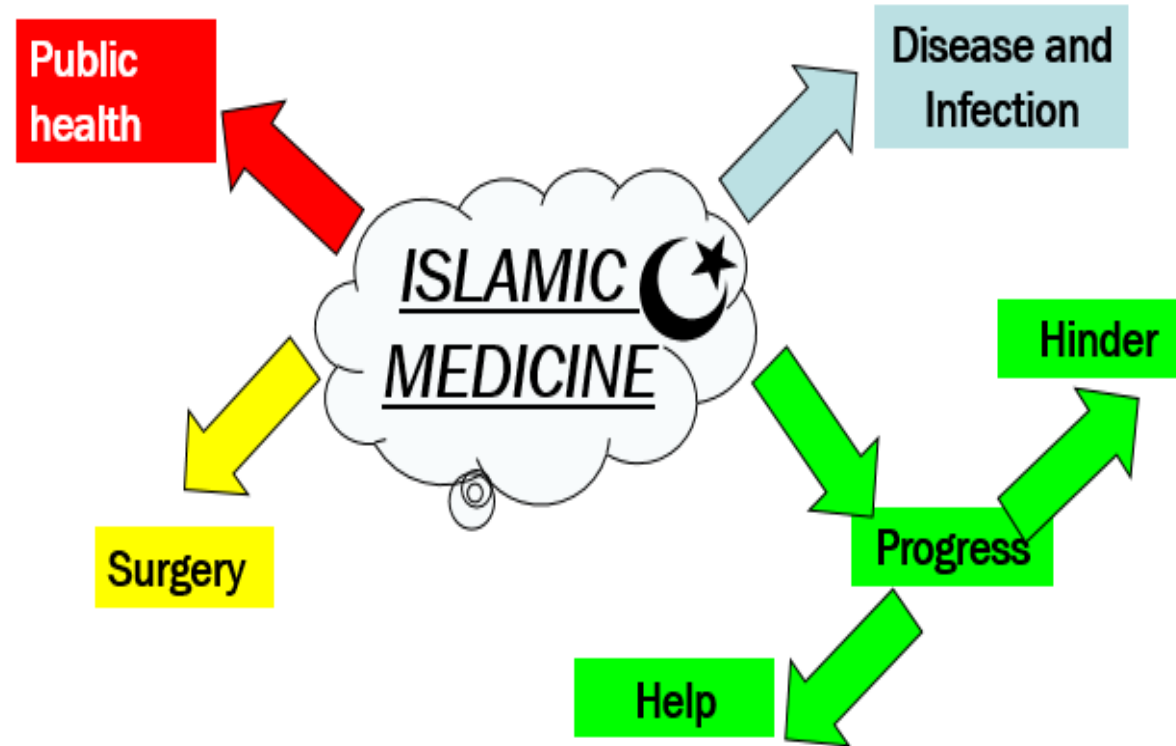 Public
health
Disease and
Infection
ISLAMIC
MEDICINE
Hinder
Progress
Surgery
Help